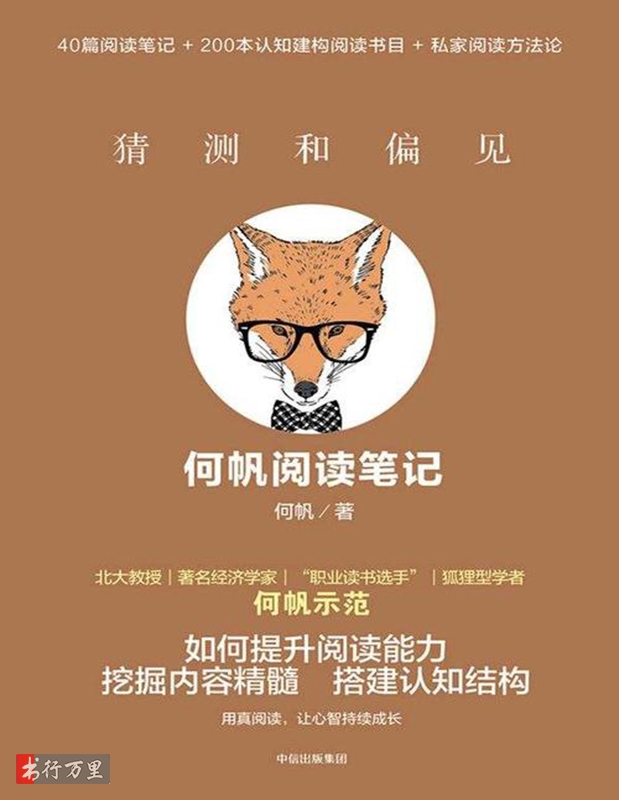 40篇阅读笔记 + 200本认知建构阅读书目 + 私家阅读方法论
猜测和偏见
何帆阅读笔记
何帆／著
北大教授｜著名经济学家｜“职业读书选手”｜狐狸型学者
何帆示范
如何提升阅读能力
挖掘内容精髓 搭建认知结构
用真阅读，让心智持续成长
中信出版集团
书行万里